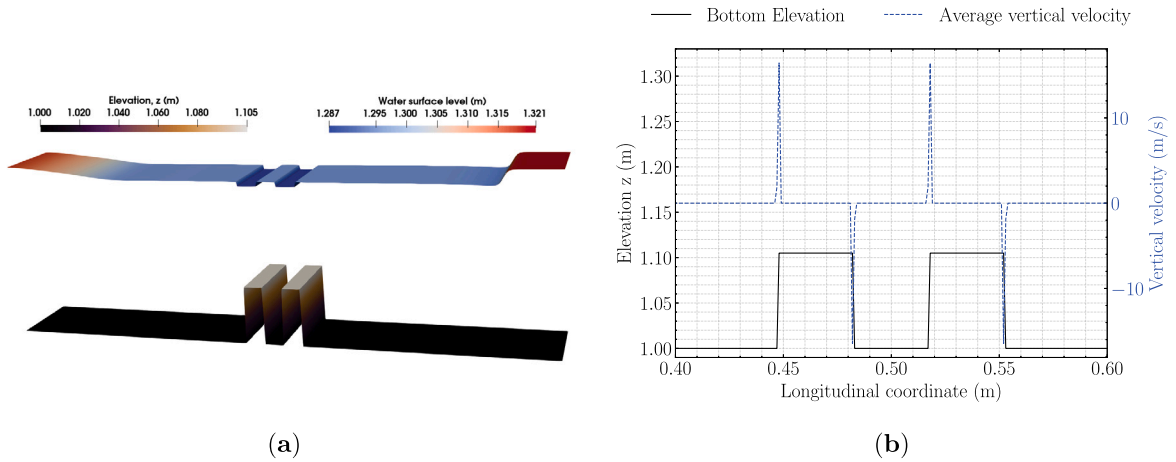 Bottom Elevation Average vertical velocity
Elevation, z (m) Water surface level (m)
1.000 1.020 1.040 1.060 1.080 1.105 1.287 1.295 1.300 1.305 1.310 1.315 1.321
Elevation z (m)
1.30
1.25
1.20
1.15
1.10
1.05
1.00
0.40 0.45 0.50 0.55 0.60
Longitudinal coordinate (m)
10
0
−10
Vertical velocity (m/s)
(a) (b)